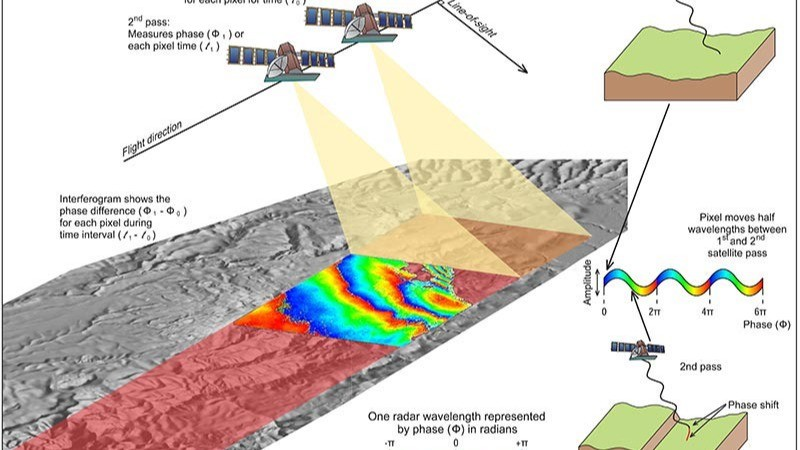 for each pixel for time (t₀)
2nd pass:
Measures phase (Φ₁) or
each pixel time (t₁)
Line-of-sight
Flight direction
Interferogram shows the
phase difference (Φ₁ - Φ₀)
for each pixel during
time interval (t₁ - t₀)
Pixel moves half
wavelengths between
1st and 2nd
satellite pass
Amplitude
0 2π 4π 6π
Phase (Φ)
2nd pass
Phase shift
One radar wavelength represented
by phase (Φ) in radians
-π 0 +π